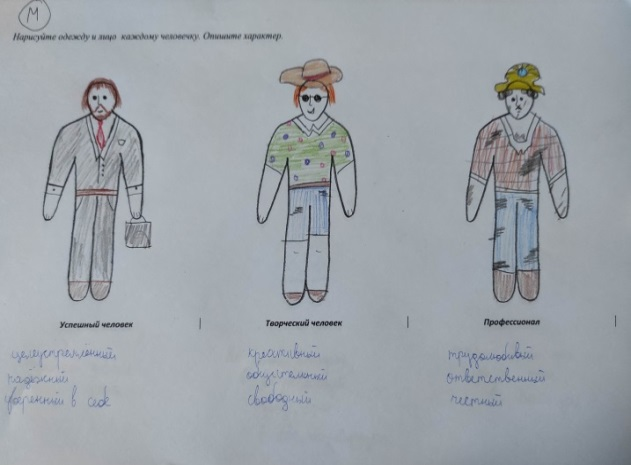 М
Нарисуйте одежду и лицо каждому человечку. Опишите характер.
Успешный человек | Творческий человек | Профессионал |
целеустремленный креативный трудолюбивый
надёжный общительный ответственный
уверенный в себе свободный честный